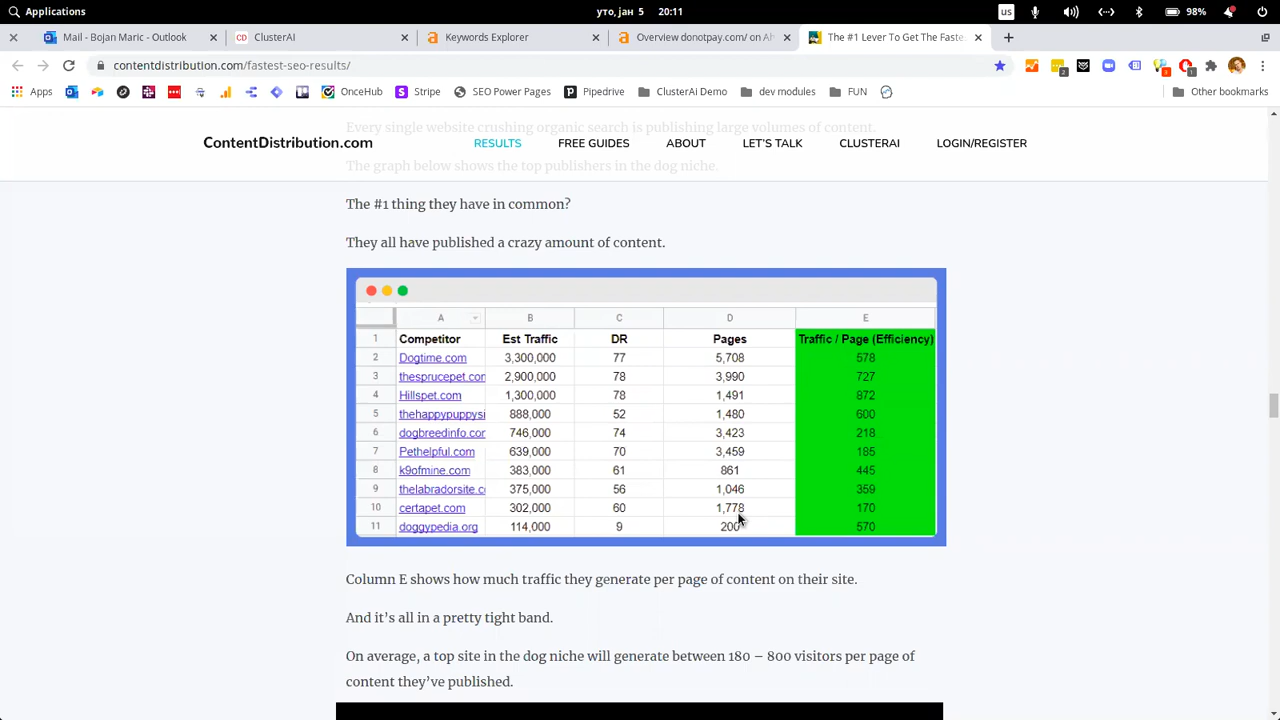 Applications
уто, јан 5 20:11
us
98%
Mail - Bojan Maric - Outlook
CD ClusterAI
Keywords Explorer
Overview donotpay.com/ on Ah
The #1 Lever To Get The Faste
contentdistribution.com/fastest-seo-results/
Apps
OnceHub
Stripe
SEO Power Pages
Pipedrive
ClusterAI Demo
dev modules
FUN
Other bookmarks
Every single website crushing organic search is publishing large volumes of content.
ContentDistribution.com
RESULTS
FREE GUIDES
ABOUT
LET'S TALK
CLUSTERAI
LOGIN/REGISTER
The graph below shows the top publishers in the dog niche.
The #1 thing they have in common?
They all have published a crazy amount of content.
A B C D E
1 Competitor Est Traffic DR Pages Traffic / Page (Efficiency)
2 Dogtime.com 3,300,000 77 5,708 578
3 thesprucepet.con 2,900,000 78 3,990 727
4 Hillspet.com 1,300,000 78 1,491 872
5 thehappypuppysi 888,000 52 1,480 600
6 dogbreedinfo.cor 746,000 74 3,423 218
7 Pethelpful.com 639,000 70 3,459 185
8 k9ofmine.com 383,000 61 861 445
9 thelabradorsite.c 375,000 56 1,046 359
10 certapet.com 302,000 60 1,778 170
11 doggypedia.org 114,000 9 200 570
Column E shows how much traffic they generate per page of content on their site.
And it's all in a pretty tight band.
On average, a top site in the dog niche will generate between 180 – 800 visitors per page of
content they've published.